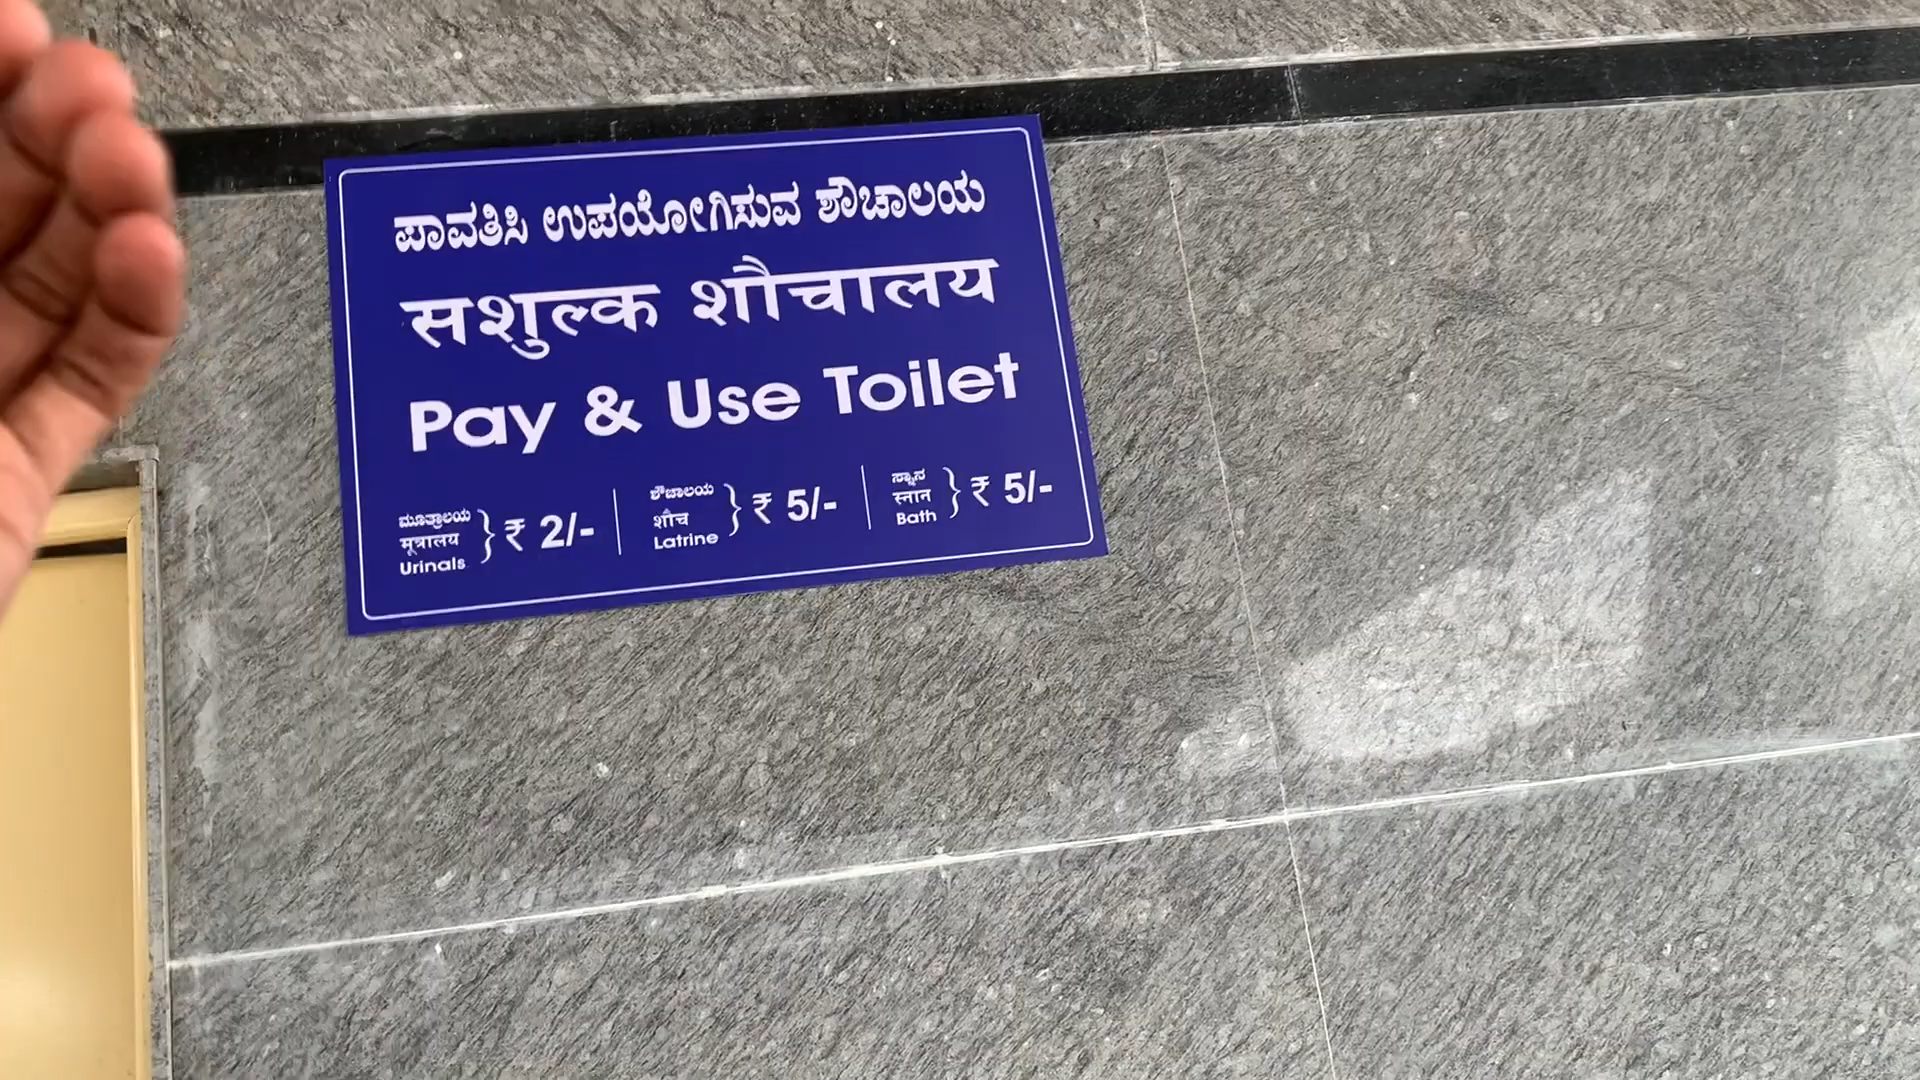 ಪಾವತಿಸಿ ಉಪಯೋಗಿಸುವ ಶೌಚಾಲಯ
सशुल्क शौचालय
Pay & Use Toilet
ಮೂತ್ರಾಲಯ
मूत्रालय
Urinals
} ₹ 2/-
ಶೌಚಾಲಯ
शौच
Latrine
} ₹ 5/-
ಸ್ನಾನ
स्नान
Bath
} ₹ 5/-